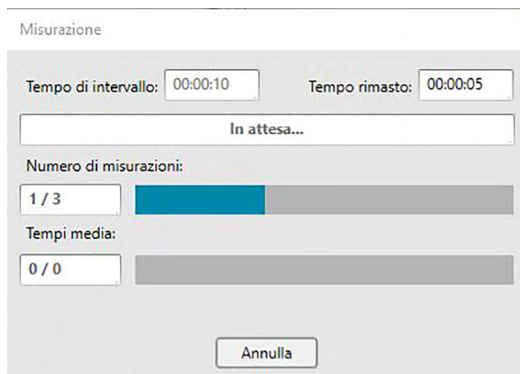 Misurazione
Tempo di intervallo: 00:00:10 Tempo rimasto: 00:00:05
In attesa...
Numero di misurazioni:
1 / 3
Tempi media:
0 / 0
Annulla